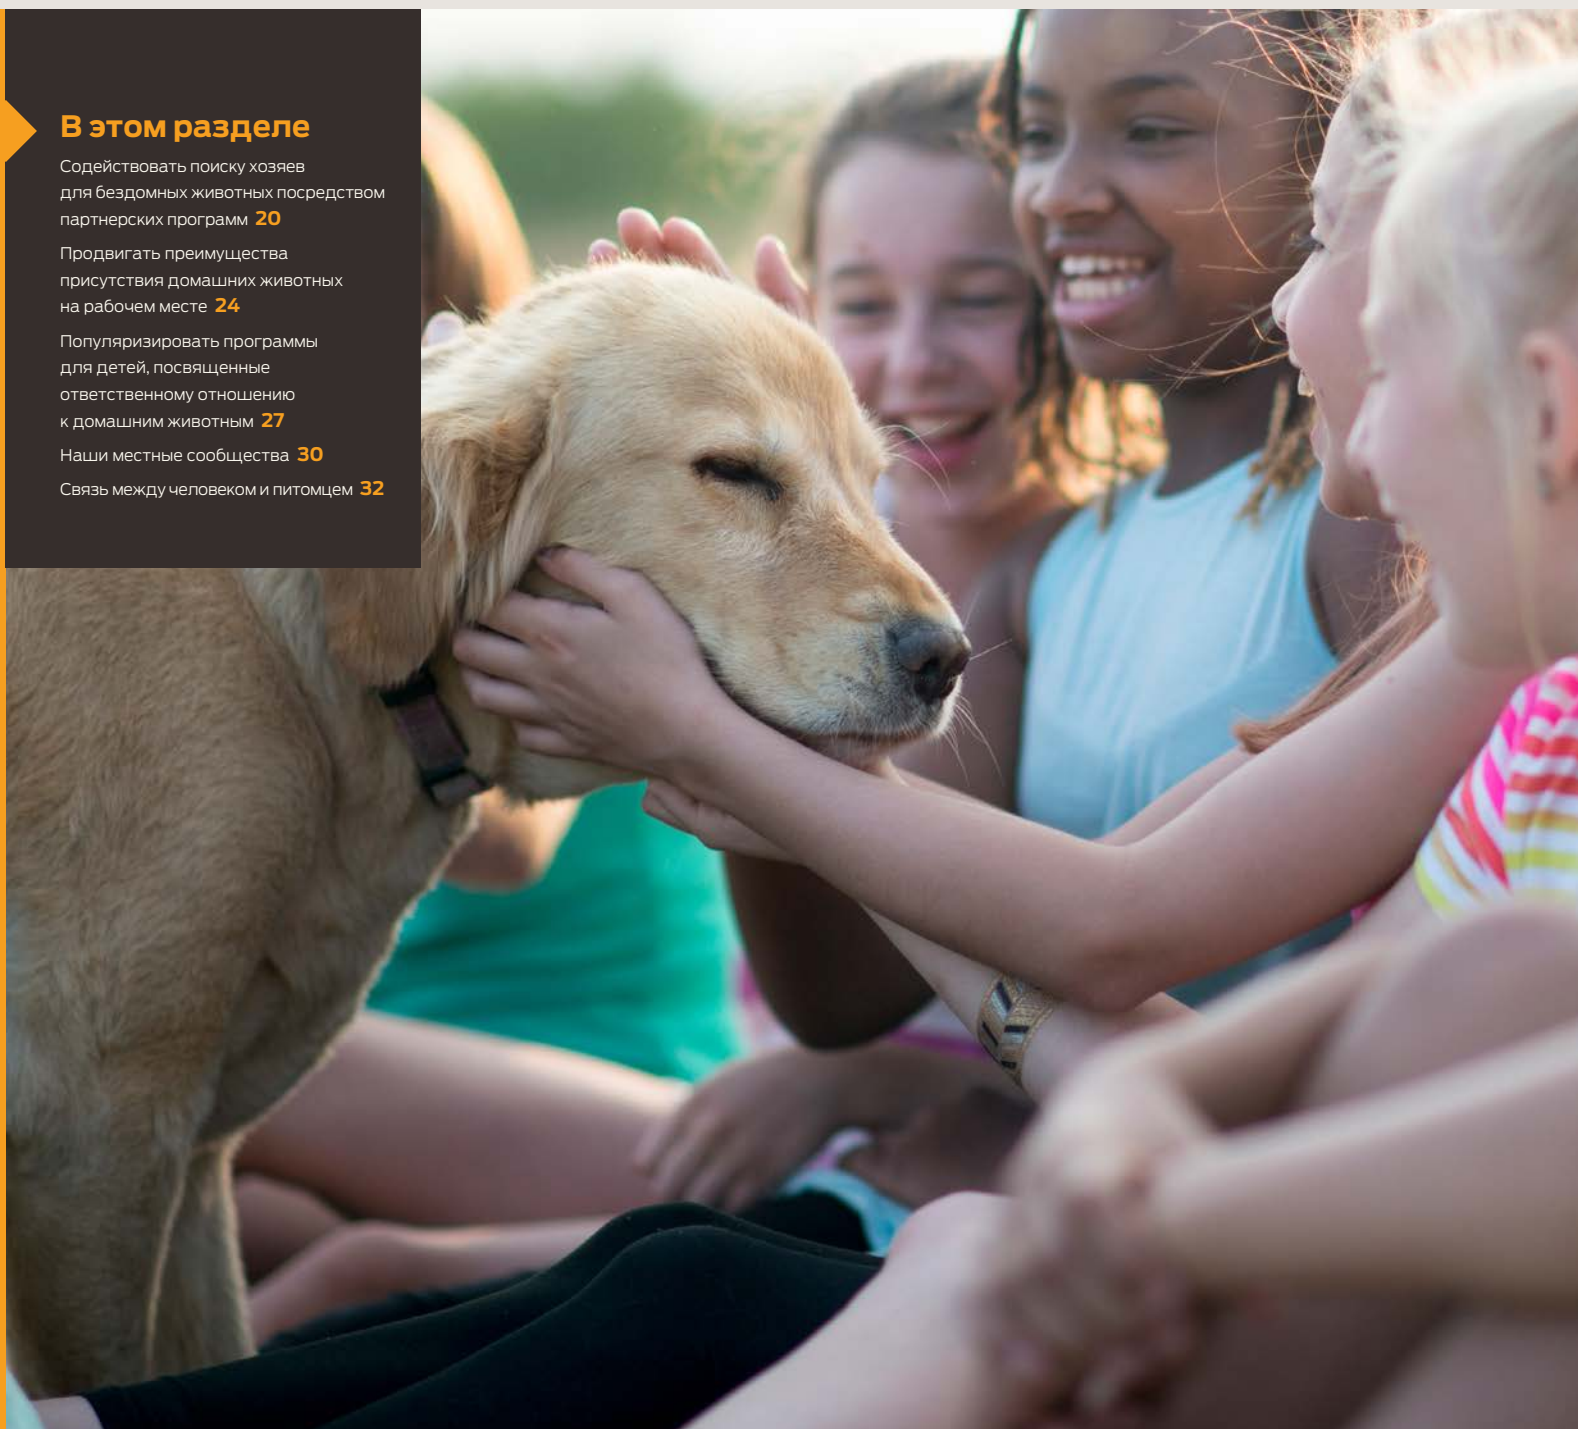 В этом разделе
Содействовать поиску хозяев
для бездомных животных посредством
партнерских программ 20
Продвигать преимущества
присутствия домашних животных
на рабочем месте 24
Популяризировать программы
для детей, посвященные
ответственному отношению
к домашним животным 27
Наши местные сообщества 30
Связь между человеком и питомцем 32